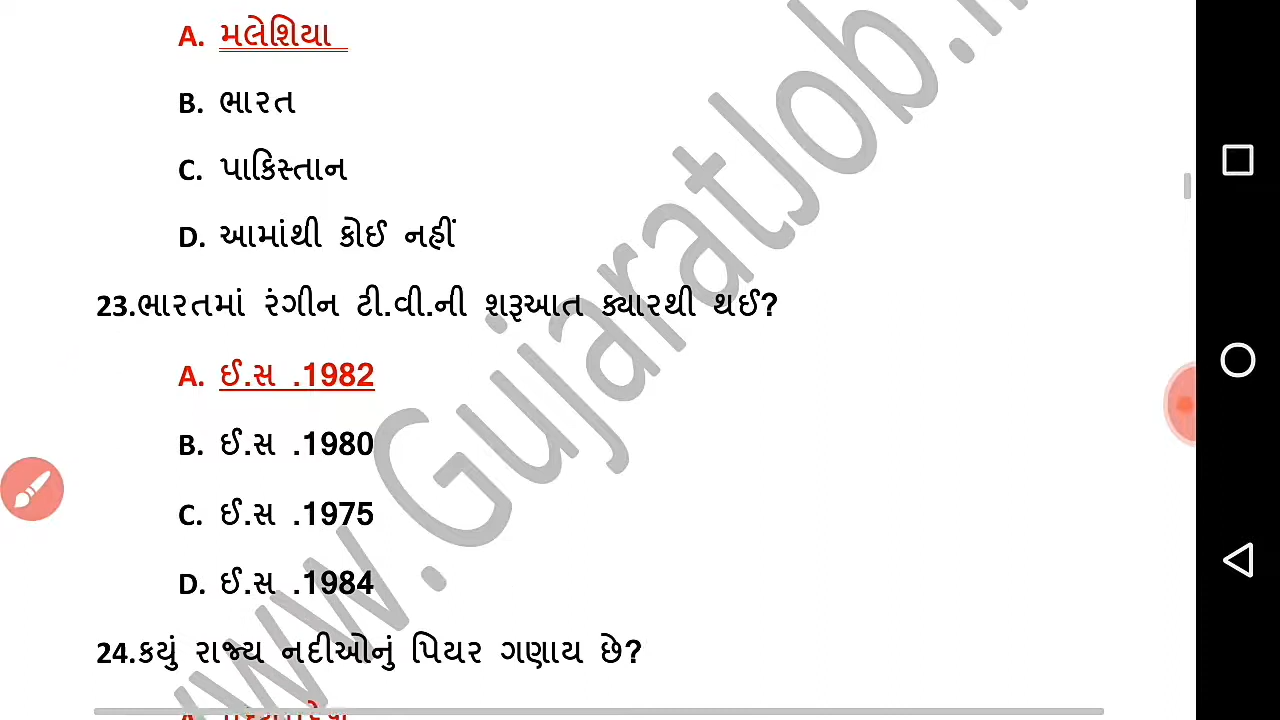 A. મલેશિયા
B. ભારત
C. પાકિસ્તાન
D. આમાંથી કોઈ નહીં
23.ભારતમાં રંગીન ટી.વી.ની શરૂઆત ક્યારથી થઈ?
A. ઈ.સ .1982
B. ઈ.સ .1980
C. ઈ.સ .1975
D. ઈ.સ .1984
24.કયું રાજ્ય નદીઓનું પિયર ગણાય છે?
www.GujaratJob.